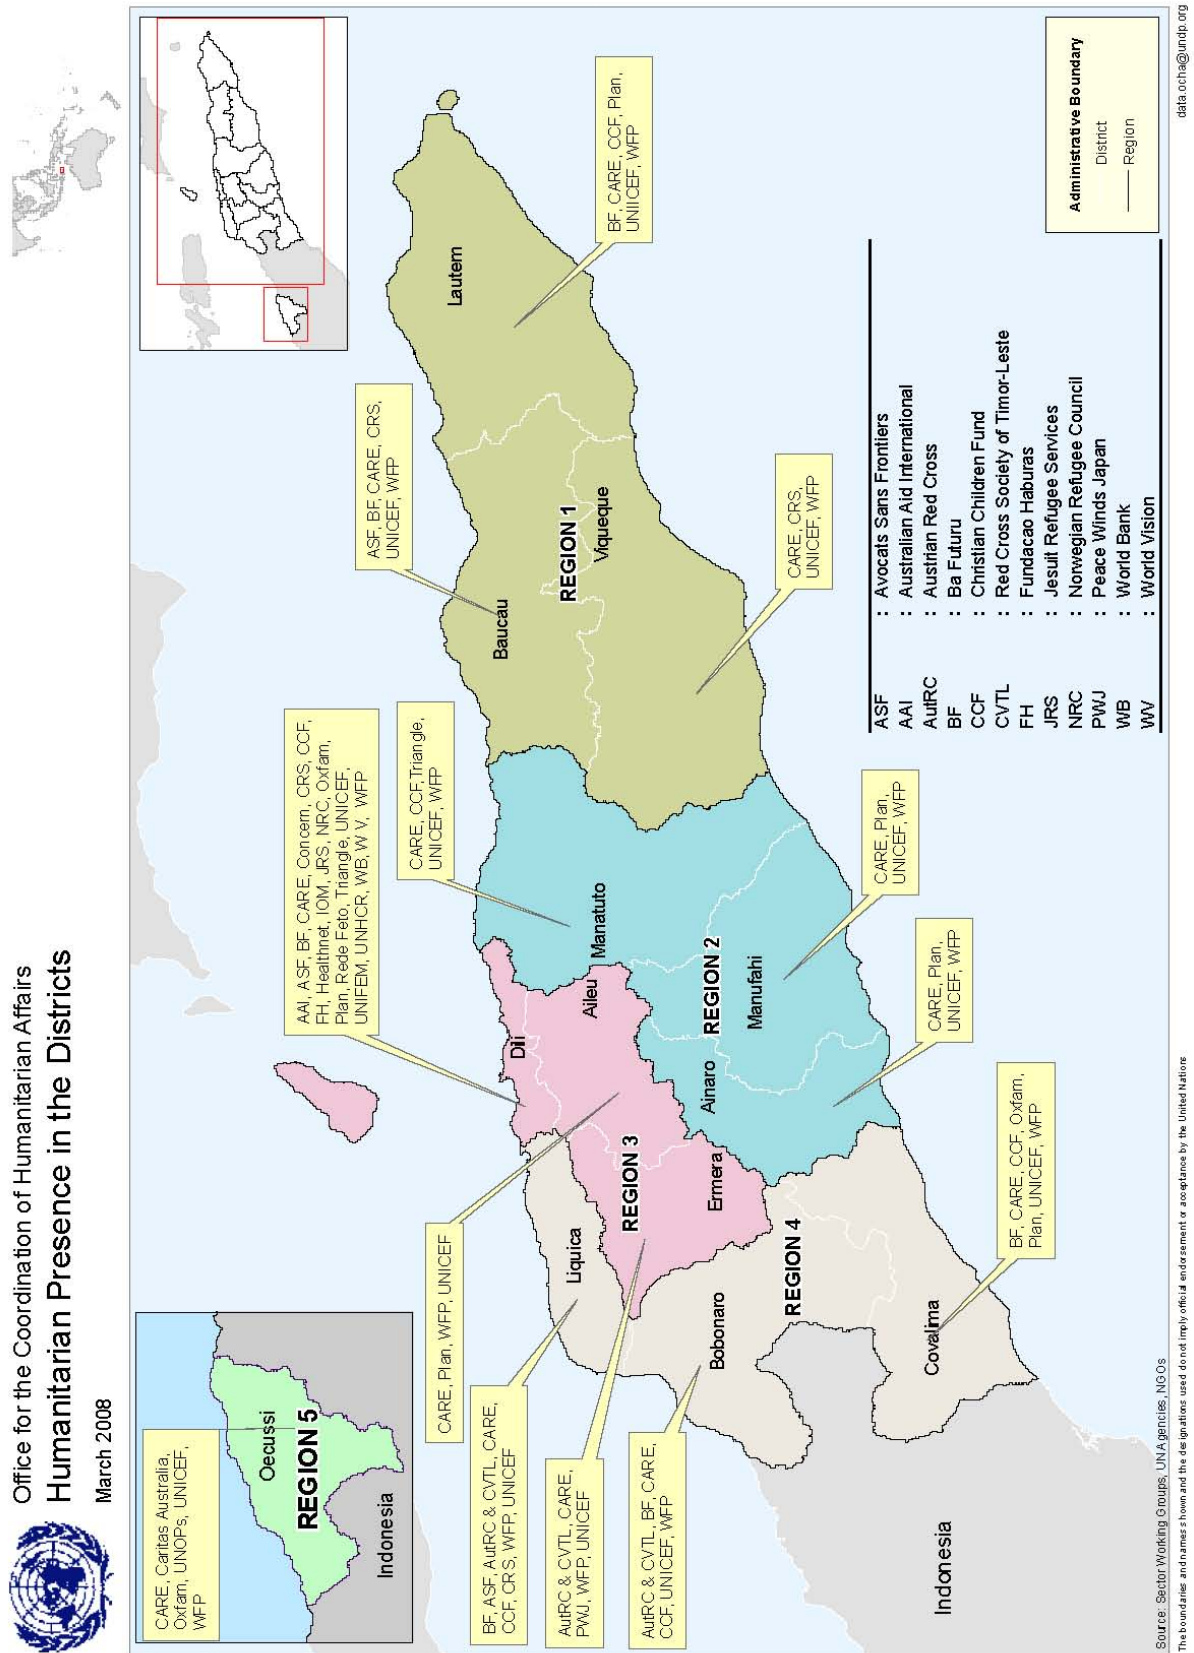 Office for the Coordination of Humanitarian Affairs
Humanitarian Presence in the Districts
March 2008
CARE, Caritas Australia,
Oxfam, UNOPs, UNICEF,
WFP
Oecussi
REGION 5
Indonesia
AAI, ASF, BF, CARE, Concern, CRS, CCF,
FH, Healthnet, IOM, JRS, NRC, Oxfam,
Plan, Rede Feto, Triangle, UNICEF,
UNIFEM, UNHCR, WB, W V, WFP
ASF, BF, CARE, CRS,
UNICEF, WFP
CARE, CCF, Triangle,
UNICEF, WFP
CARE, Plan, WFP, UNICEF
BF, ASF, AutRC & CVTL, CARE,
CCF, CRS, WFP, UNICEF
AutRC & CVTL, CARE,
PWJ, WFP, UNICEF
AutRC & CVTL, BF, CARE,
CCF, UNICEF, WFP
BF, CARE, CCF, Plan,
UNIICEF, WFP
Lautem
Baucau
REGION 1
Viqueque
Dili
Aileu
Manatuto
Liquica
REGION 3
Ermera
Ainaro
REGION 2
Manufahi
Bobonaro
REGION 4
Covalima
Indonesia
CARE, CRS,
UNICEF, WFP
CARE, Plan,
UNICEF, WFP
CARE, Plan,
UNICEF, WFP
BF, CARE, CCF, Oxfam,
Plan, UNICEF, WFP
ASF : Avocats Sans Frontiers
AAI : Australian Aid International
AutRC : Austrian Red Cross
BF : Ba Futuru
CCF : Christian Children Fund
CVTL : Red Cross Society of Timor-Leste
FH : Fundacao Haburas
JRS : Jesuit Refugee Services
NRC : Norwegian Refugee Council
PWJ : Peace Winds Japan
WB : World Bank
WV : World Vision
Administrative Boundary
District
Region
Source: Sector Working Groups, UN Agencies, NGOs
The boundaries and names shown and the designations used do not imply official endorsement or acceptance by the United Nations
data.ocha@undp.org